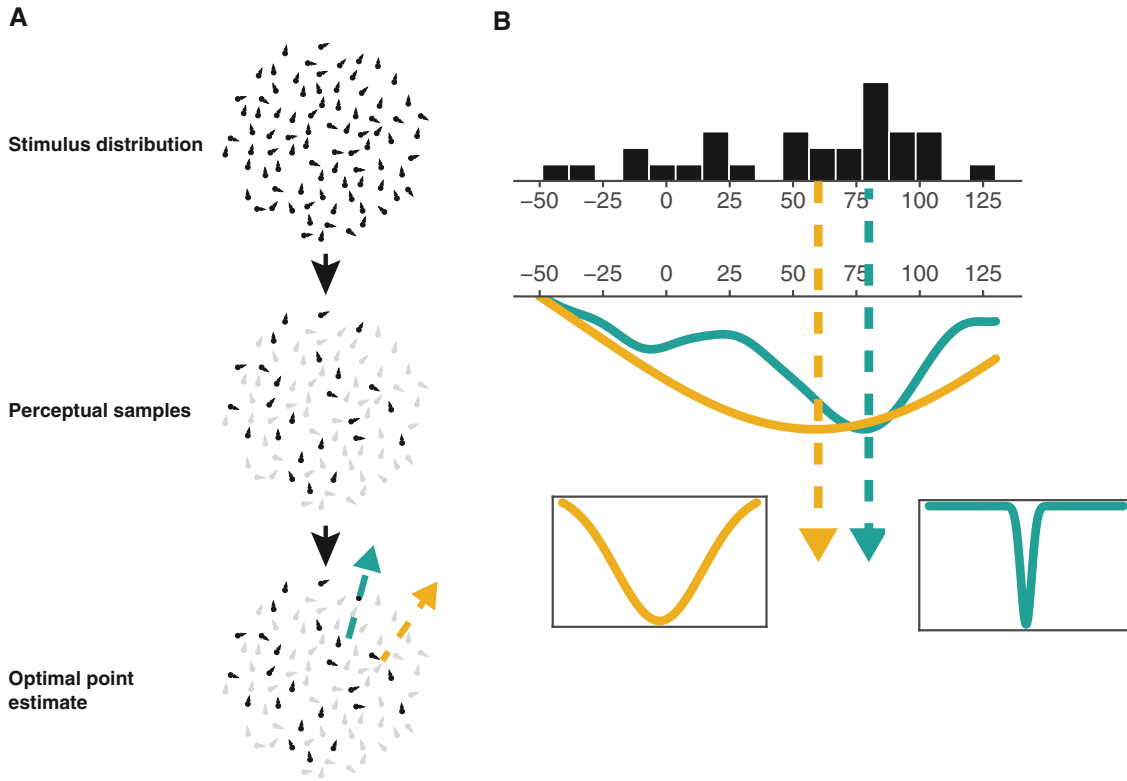 A
B
Stimulus distribution
−50 −25 0 25 50 75 100 125
−50 −25 0 25 50 75 100 125
Perceptual samples
Optimal point
estimate